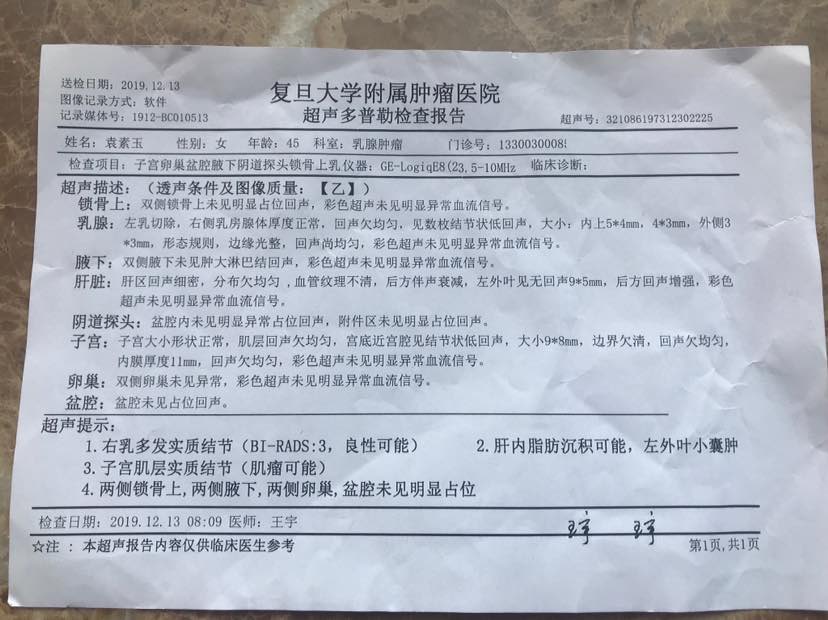 送检日期：2019.12.13
图像记录方式：软件
记录媒体号：1912-BC010513
复旦大学附属肿瘤医院
超声多普勒检查报告
超声号：321086197312302225
姓名：袁素玉 性别：女 年龄：45 科室：乳腺肿瘤 门诊号：1330030008
检查项目：子宫卵巢盆腔腋下阴道探头锁骨上乳仪器：GE-LogiqE8(23,5-10MHz 临床诊断：
超声描述：（透声条件及图像质量：【乙】）
锁骨上：双侧锁骨上未见明显占位回声，彩色超声未见明显异常血流信号。
乳腺：左乳切除，右侧乳房腺体厚度正常，回声欠均匀，见数枚结节状低回声，大小：内上5*4mm，4*3mm，外侧3
*3mm，形态规则，边缘光整，回声尚均匀，彩色超声未见明显异常血流信号。
腋下：双侧腋下未见肿大淋巴结回声，彩色超声未见明显异常血流信号。
肝脏：肝区回声细密，分布欠均匀，血管纹理不清，后方伴声衰减，左外叶见无回声9*5mm，后方回声增强，彩色
超声未见明显异常血流信号。
阴道探头：盆腔内未见明显异常占位回声，附件区未见明显占位回声。
子宫：子宫大小形状正常，肌层回声欠均匀，宫底近宫腔见结节状低回声，大小9*8mm，边界欠清，回声欠均匀，
内膜厚度11mm，回声欠均匀，彩色超声未见明显异常血流信号。
卵巢：双侧卵巢未见异常，彩色超声未见明显异常血流信号。
盆腔：盆腔未见占位回声。
超声提示：
1.右乳多发实质结节（BI-RADS:3，良性可能） 2.肝内脂肪沉积可能，左外叶小囊肿
3.子宫肌层实质结节（肌瘤可能）
4.两侧锁骨上,两侧腋下,两侧卵巢,盆腔未见明显占位
检查日期：2019.12.13 08:09 医师：王宇
王宇 王宇
☆注：本超声报告内容仅供临床医生参考
第1页,共1页